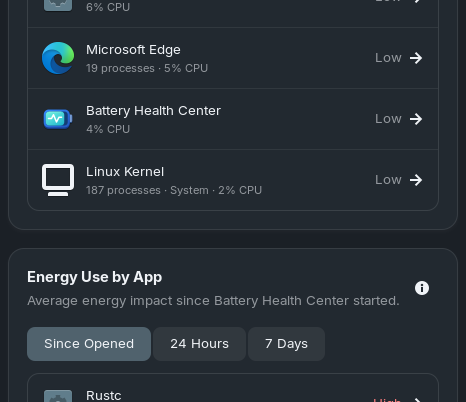 6% CPU
Low
Microsoft Edge
19 processes · 5% CPU
Low
Battery Health Center
4% CPU
Low
Linux Kernel
187 processes · System · 2% CPU
Low
Energy Use by App
Average energy impact since Battery Health Center started.
Since Opened 24 Hours 7 Days
Rustc
High